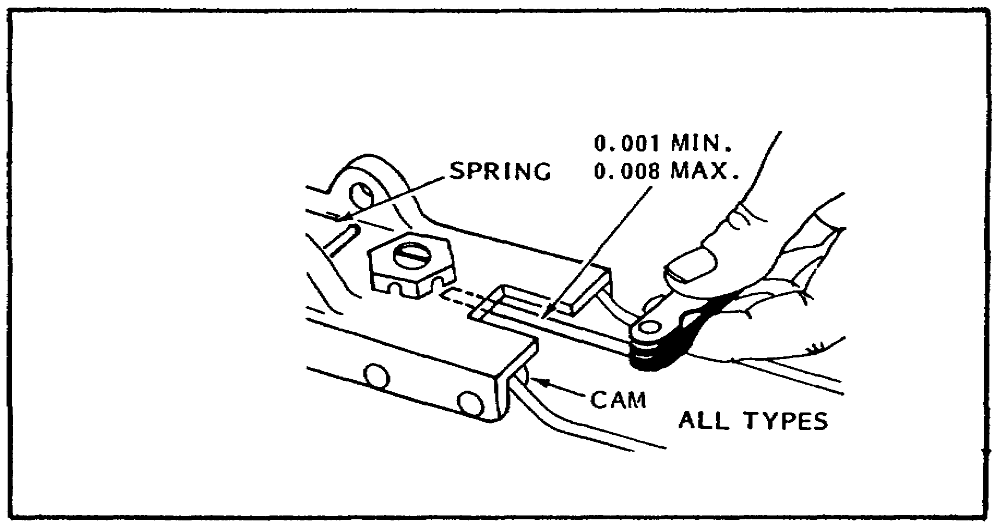 0.001 MIN.
SPRING 0.008 MAX.
CAM
ALL TYPES